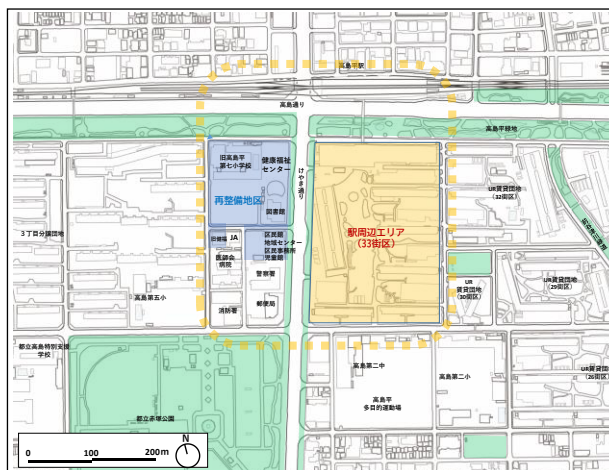 高島平駅
高島通り
高島平緑地
旧高島平
第七小学校
健康福祉
センター
けやき通り
再整備地区
図書館
UR賃貸団地
(32街区)
駅周辺エリア
(33街区)
3丁目分譲団地
旧健福
JA
区民館
地域センター
区民事務所
児童館
医師会
病院
警察署
高島第五小
消防署
郵便局
UR
賃貸団地
(30街区)
UR賃貸団地
(29街区)
都立高島特別支援
学校
高島第二中
高島第二小
UR賃貸団地
(26街区)
高島平
多目的運動場
都立赤塚公園
N
0
100
200m